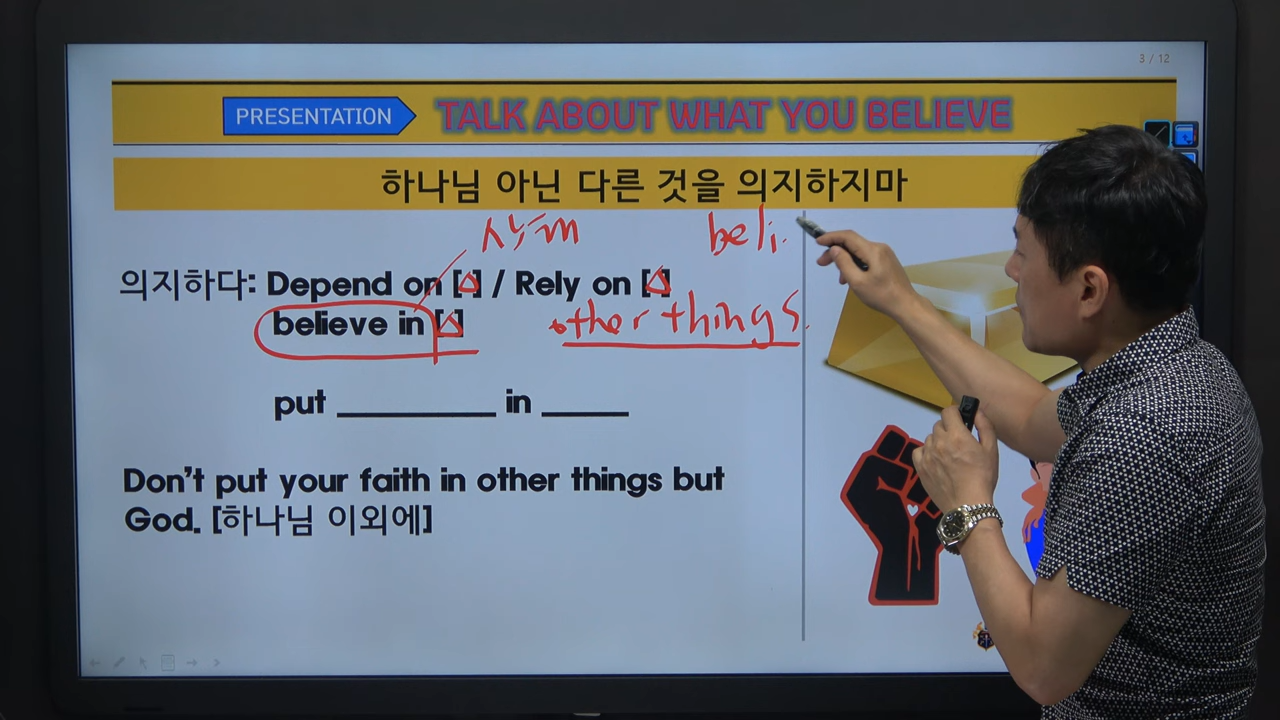 3 / 12
PRESENTATION
TALK ABOUT WHAT YOU BELIEVE
하나님 아닌 다른 것을 의지하지마
beli
의지하다: Depend on [△] / Rely on [△]
believe in [△]
other things.
put __________ in _____
Don't put your faith in other things but
God. [하나님 이외에]